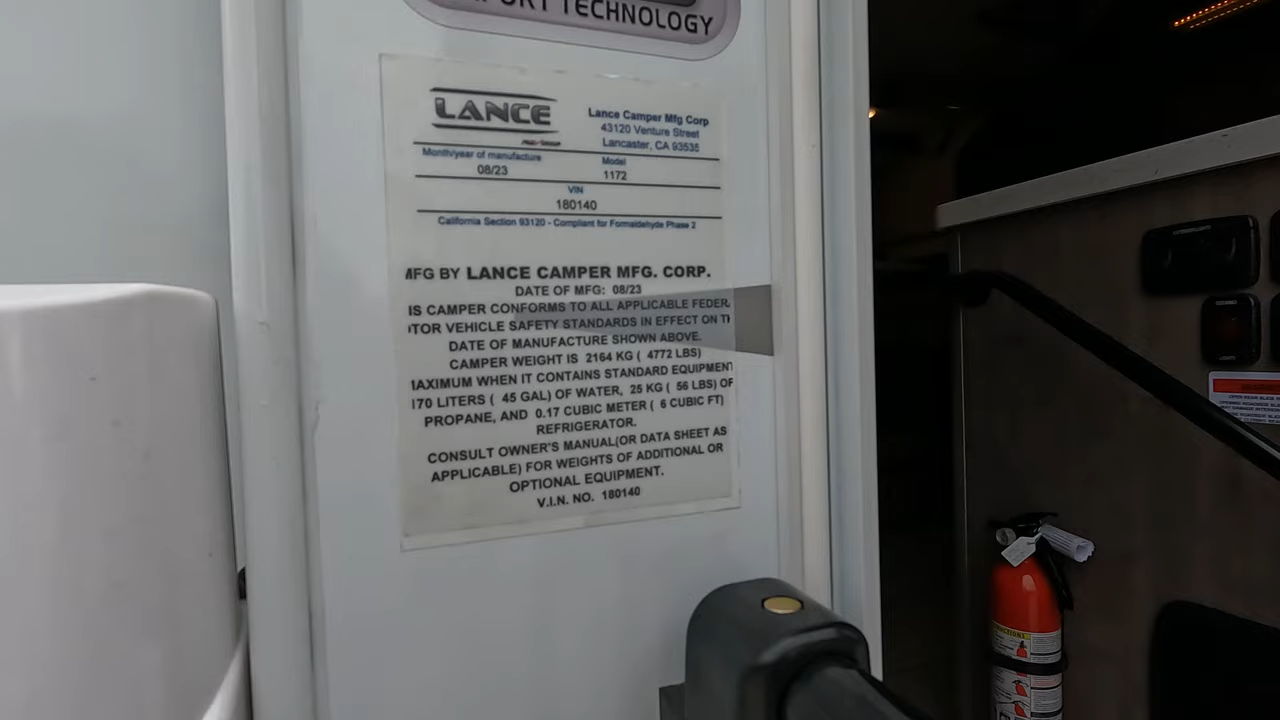 PORT TECHNOLOGY
LANCE
Lance Camper Mfg Corp
43120 Venture Street
Lancaster, CA 93535
Month/year of manufacture
Model
08/23
1172
VIN
180140
California Section 93120 - Compliant for Formaldehyde Phase 2
MFG BY LANCE CAMPER MFG. CORP.
DATE OF MFG: 08/23
IS CAMPER CONFORMS TO ALL APPLICABLE FEDER
TOR VEHICLE SAFETY STANDARDS IN EFFECT ON TH
DATE OF MANUFACTURE SHOWN ABOVE.
CAMPER WEIGHT IS 2164 KG ( 4772 LBS)
MAXIMUM WHEN IT CONTAINS STANDARD EQUIPMENT
170 LITERS ( 45 GAL) OF WATER, 25 KG ( 56 LBS) OF
PROPANE, AND 0.17 CUBIC METER ( 6 CUBIC FT)
REFRIGERATOR.
CONSULT OWNER'S MANUAL(OR DATA SHEET AS
APPLICABLE) FOR WEIGHTS OF ADDITIONAL OR
OPTIONAL EQUIPMENT.
V.I.N. NO. 180140